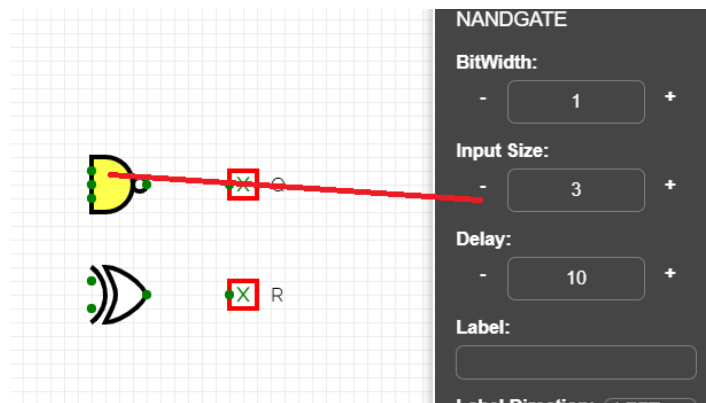 NANDGATE
BitWidth:
- 1 +
Input Size:
- 3 +
Delay:
- 10 +
Label:
X Q
X R